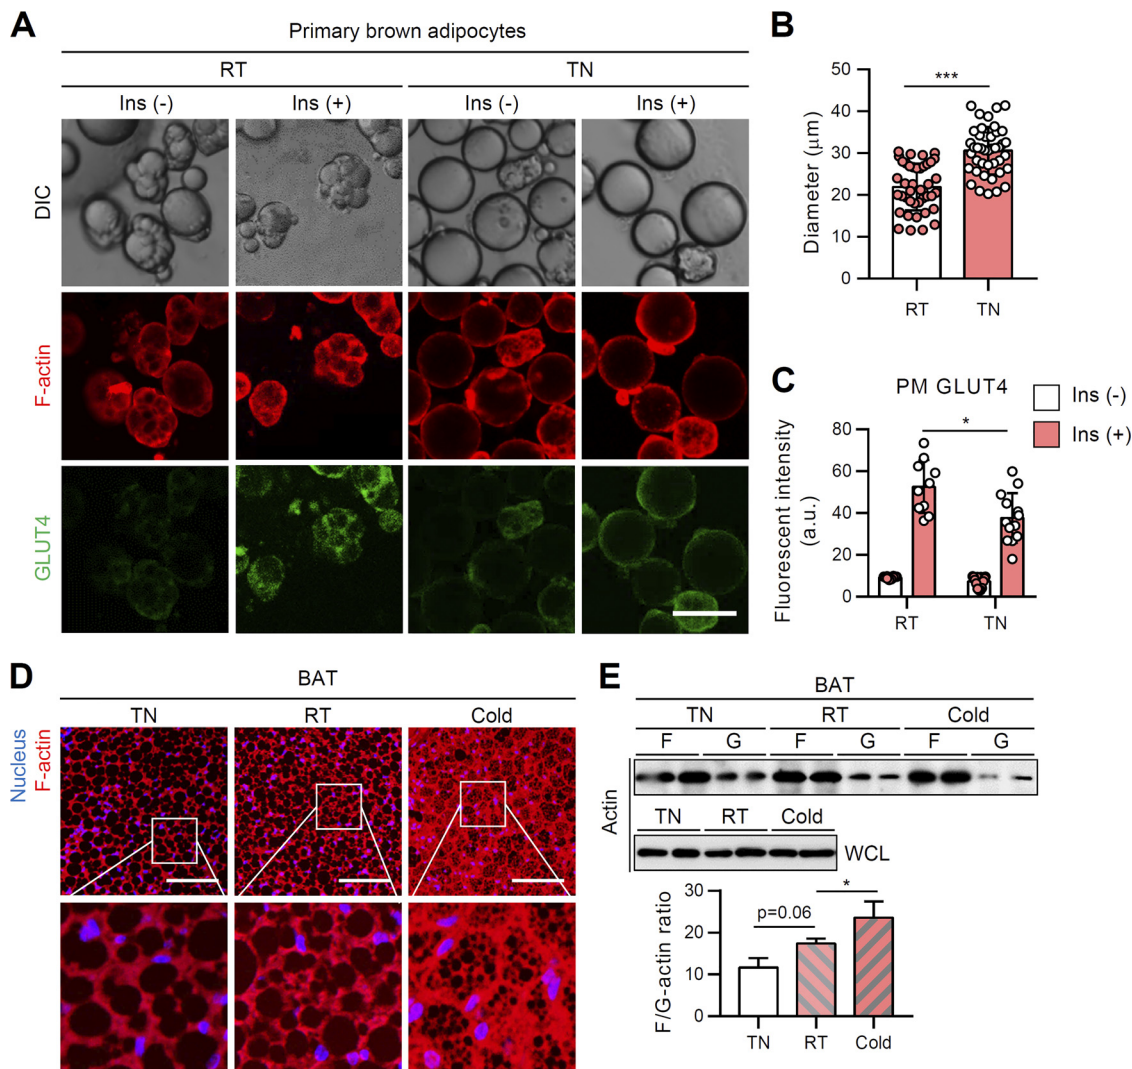 A
Primary brown adipocytes
RT
TN
Ins (-)
Ins (+)
Ins (-)
Ins (+)
DIC
F-actin
GLUT4
B
Diameter (μm)
50
40
30
20
10
0
***
RT
TN
C
PM GLUT4
Ins (-)
Ins (+)
Fluorescent intensity
(a.u.)
80
60
40
20
0
*
RT
TN
D
BAT
TN
RT
Cold
Nucleus
F-actin
E
BAT
TN
RT
Cold
F
G
F
G
F
G
Actin
TN
RT
Cold
WCL
F/G-actin ratio
30
20
10
0
p=0.06
*
TN
RT
Cold